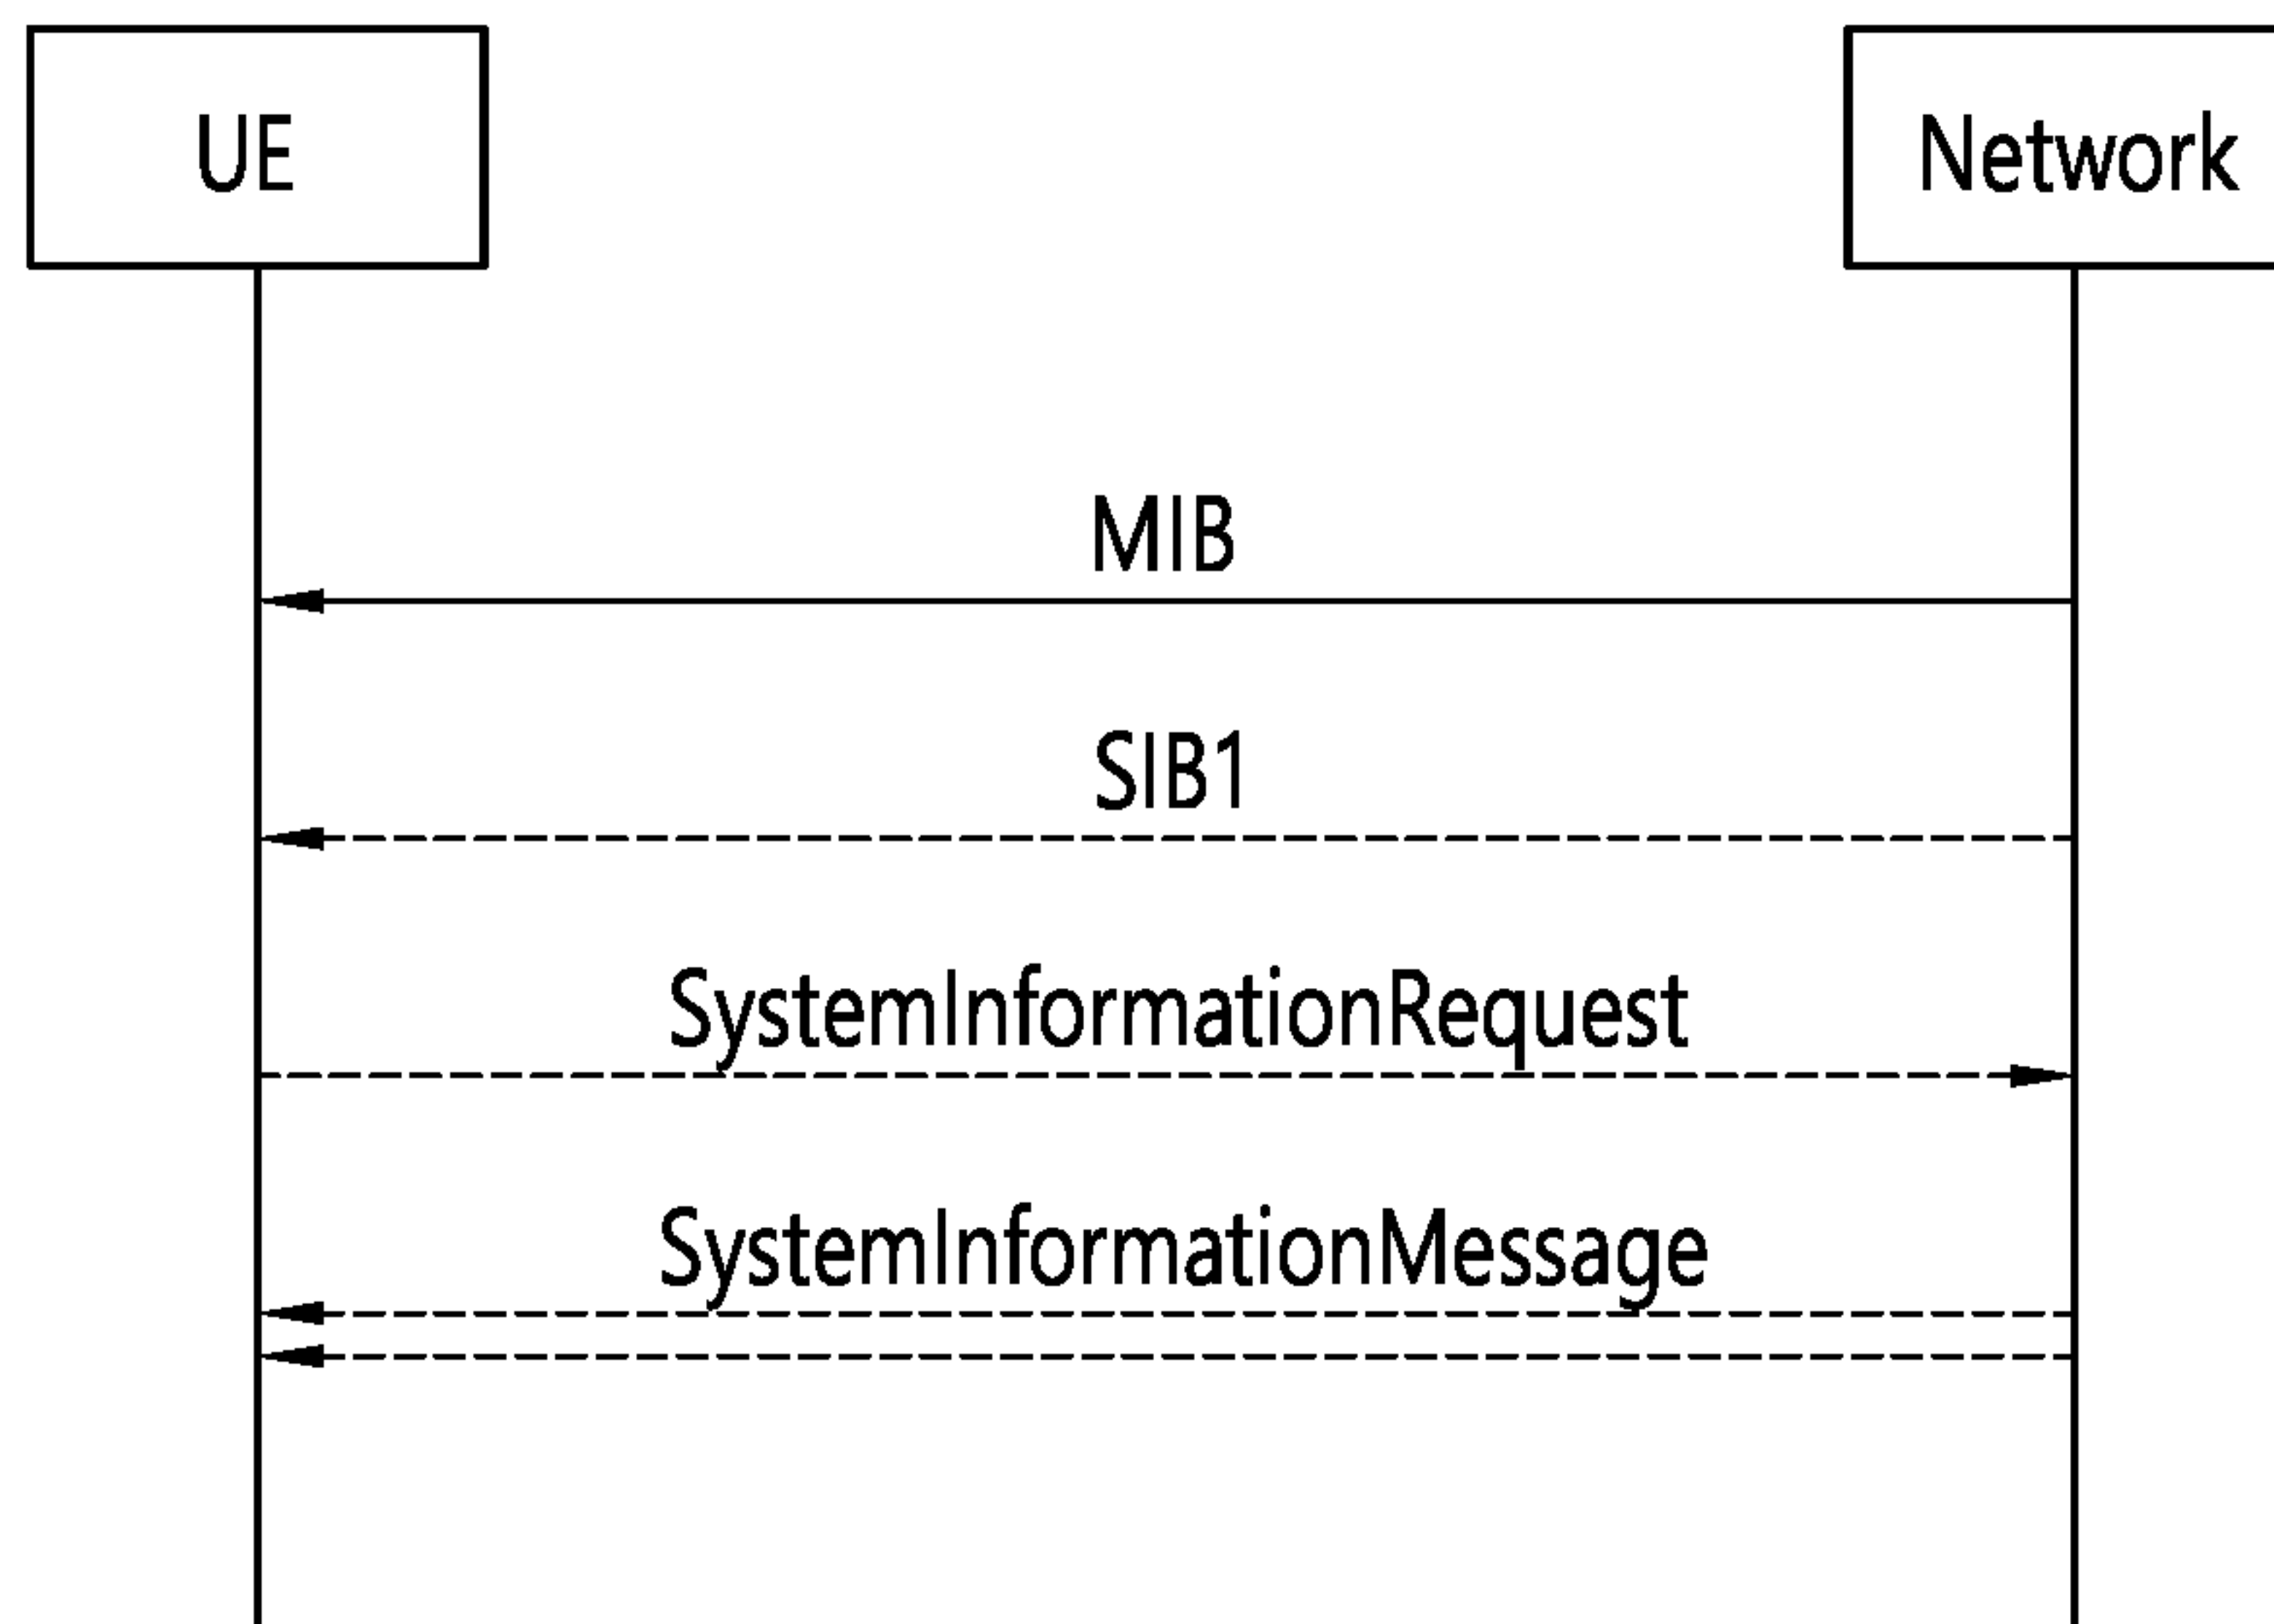 UE
Network
MIB
SIB1
SystemInformationRequest
SystemInformationMessage